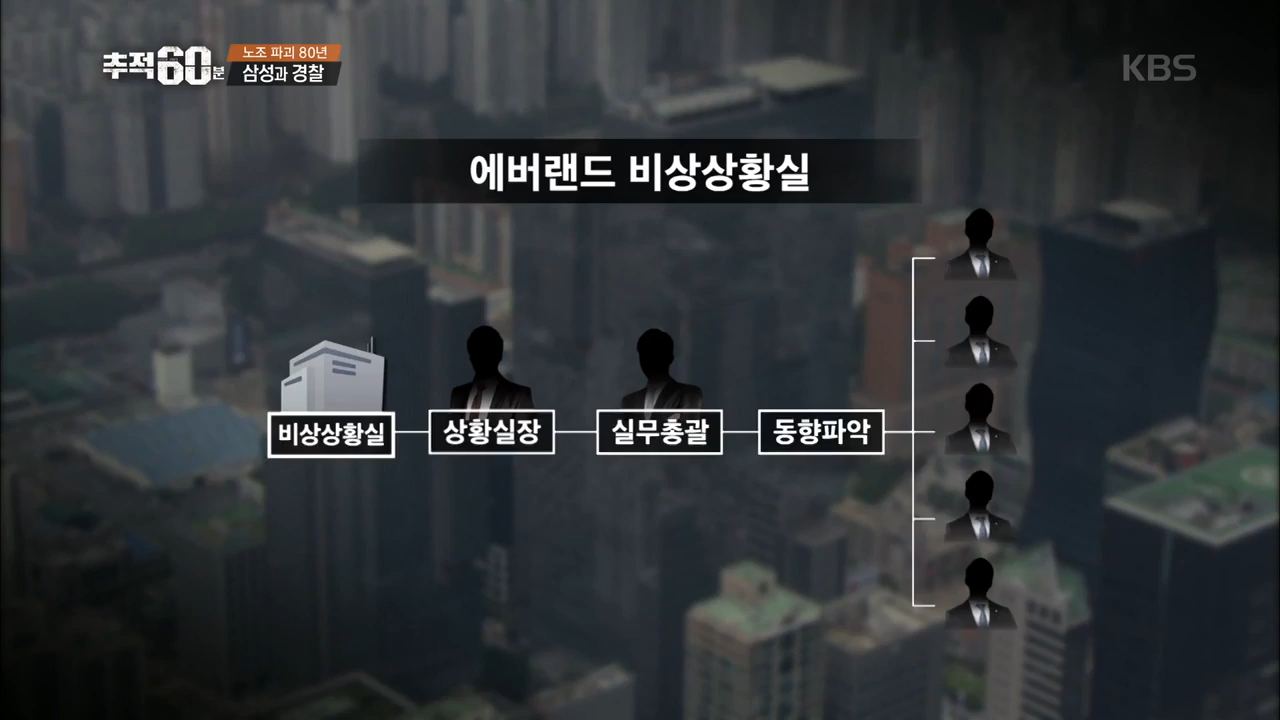 추적60분
노조 파괴 80년
삼성과 경찰
KBS
에버랜드 비상상황실
비상상황실
상황실장
실무총괄
동향파악